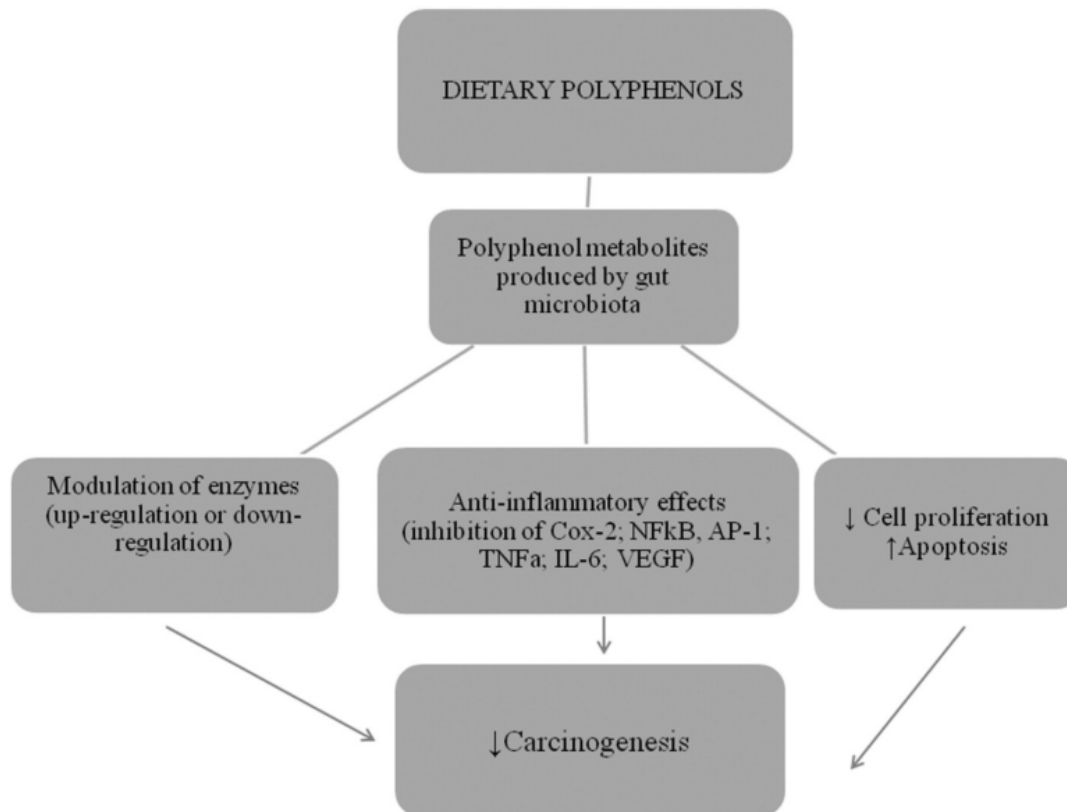 DIETARY POLYPHENOLS
Polyphenol metabolites
produced by gut
microbiota
Modulation of enzymes
(up-regulation or down-
regulation)
Anti-inflammatory effects
(inhibition of Cox-2; NFkB, AP-1;
TNFa; IL-6; VEGF)
↓ Cell proliferation
↑Apoptosis
↓Carcinogenesis